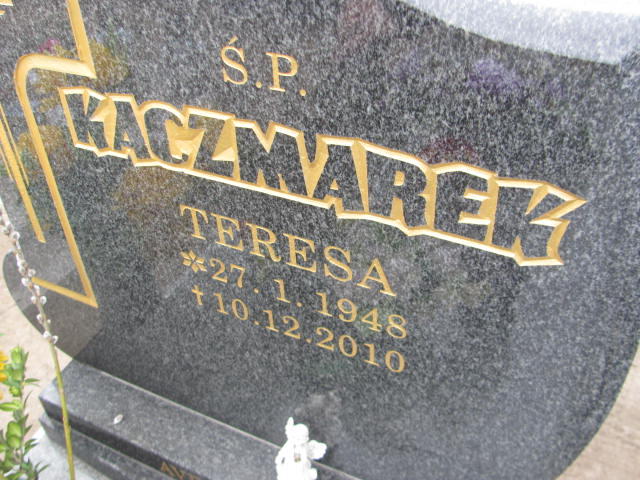 Ś.P.
KACZMAREK
TERESA
* 27. 1. 1948
† 10.12.2010